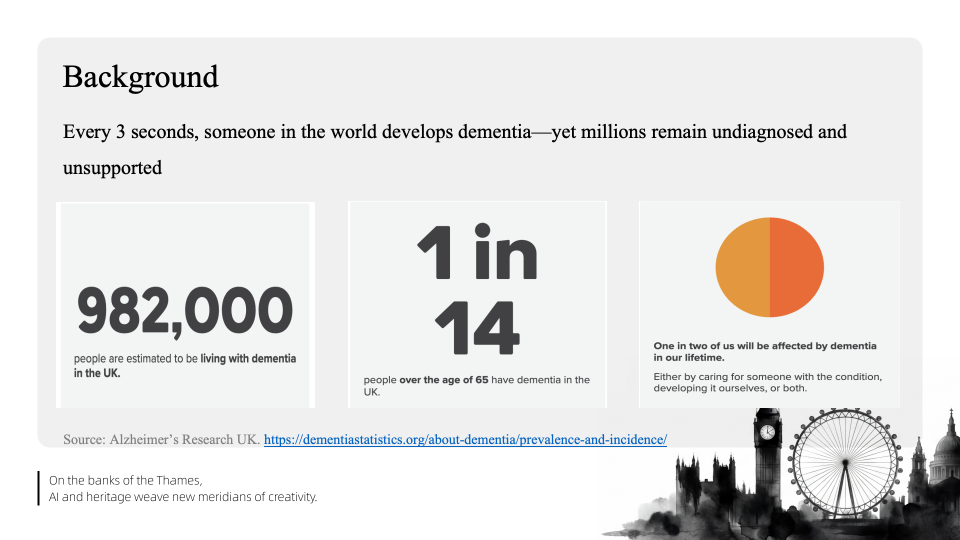 Background
Every 3 seconds, someone in the world develops dementia—yet millions remain undiagnosed and
unsupported
982,000
people are estimated to be living with dementia
in the UK.
1 in
14
people over the age of 65 have dementia in the
UK.
One in two of us will be affected by dementia
in our lifetime.
Either by caring for someone with the condition,
developing it ourselves, or both.
Source: Alzheimer’s Research UK. https://dementiastatistics.org/about-dementia/prevalence-and-incidence/
On the banks of the Thames,
AI and heritage weave new meridians of creativity.